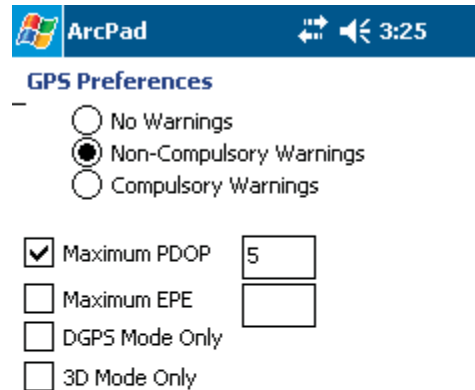 ArcPad 3:25
GPS Preferences
No Warnings
Non-Compulsory Warnings
Compulsory Warnings
Maximum PDOP 5
Maximum EPE
DGPS Mode Only
3D Mode Only